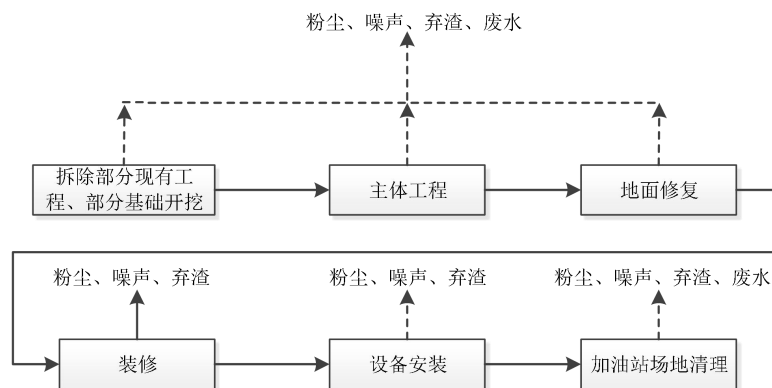 粉尘、噪声、弃渣、废水
拆除部分现有工
程、部分基础开挖
主体工程
地面修复
粉尘、噪声、弃渣
粉尘、噪声、弃渣
粉尘、噪声、弃渣、废水
装修
设备安装
加油站场地清理